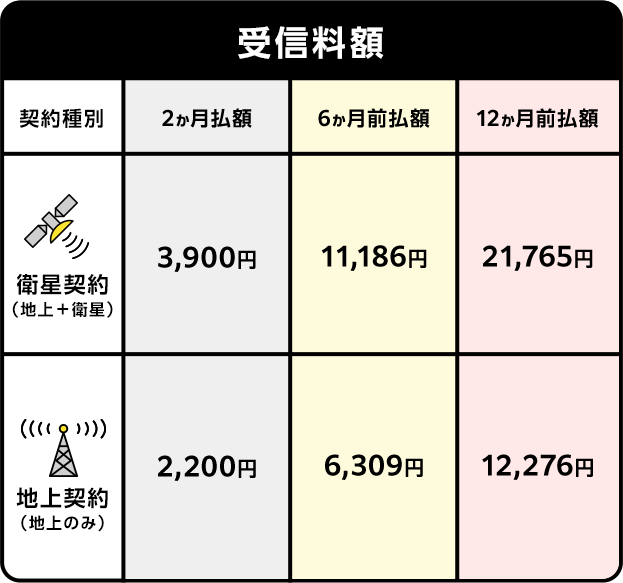 受信料額
契約種別
2か月払額
6か月前払額
12か月前払額
衛星契約
（地上＋衛星）
3,900円
11,186円
21,765円
地上契約
（地上のみ）
2,200円
6,309円
12,276円